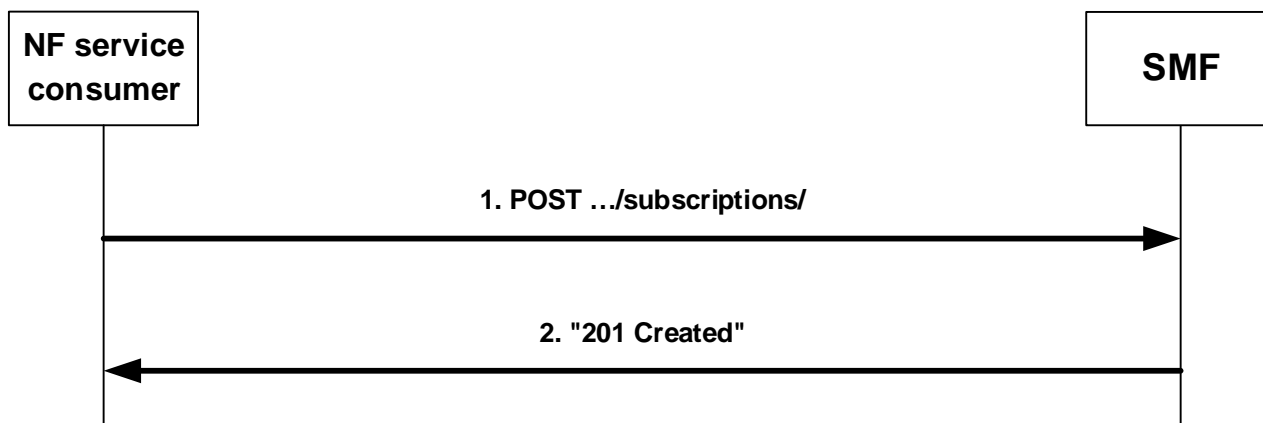 NF service
consumer
SMF
1. POST …/subscriptions/
2. "201 Created"